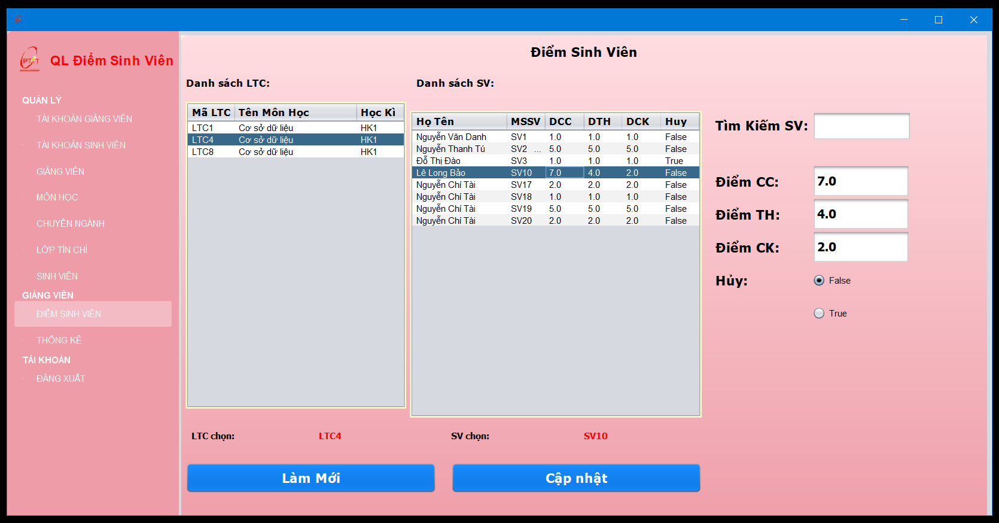 PTIT
QL Điểm Sinh Viên
QUẢN LÝ
TÀI KHOẢN GIẢNG VIÊN
TÀI KHOẢN SINH VIÊN
GIẢNG VIÊN
MÔN HỌC
CHUYÊN NGÀNH
LỚP TÍN CHỈ
SINH VIÊN
GIẢNG VIÊN
ĐIỂM SINH VIÊN
THỐNG KÊ
TÀI KHOẢN
ĐĂNG XUẤT
Điểm Sinh Viên
Danh sách LTC:
Mã LTC Tên Môn Học Học Kì
LTC1 Cơ sở dữ liệu HK1
LTC4 Cơ sở dữ liệu HK1
LTC8 Cơ sở dữ liệu HK1
Danh sách SV:
Họ Tên MSSV DCC DTH DCK Huy
Nguyễn Văn Danh SV1 1.0 1.0 1.0 False
Nguyễn Thanh Tú SV2 ... 5.0 5.0 5.0 False
Đỗ Thị Đào SV3 1.0 1.0 1.0 True
Lê Long Bảo SV10 7.0 4.0 2.0 False
Nguyễn Chí Tài SV17 2.0 2.0 2.0 False
Nguyễn Chí Tài SV18 1.0 1.0 1.0 False
Nguyễn Chí Tài SV19 5.0 5.0 5.0 False
Nguyễn Chí Tài SV20 2.0 2.0 2.0 False
Tìm Kiếm SV:
Điểm CC: 7.0
Điểm TH: 4.0
Điểm CK: 2.0
Hủy: False
True
LTC chọn: LTC4
SV chọn: SV10
Làm Mới
Cập nhật